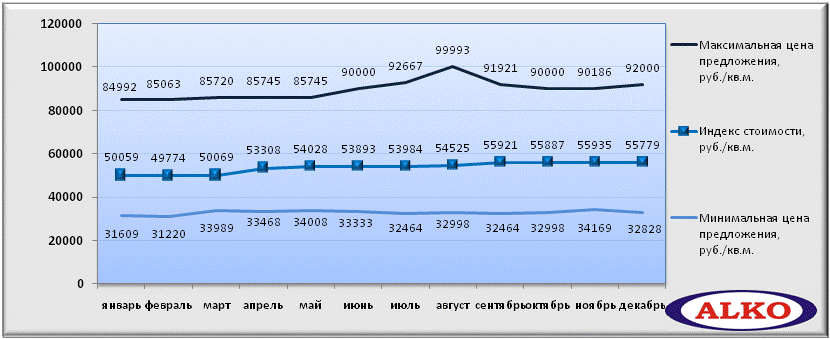 120000
100000
80000
60000
40000
20000
0
84992 85063 85720 85745 85745 90000 92667 99993 91921 90000 90186 92000
50059 49774 50069 53308 54028 53893 53984 54525 55921 55887 55935 55779
31609 31220 33989 33468 34008 33333 32464 32998 32464 32998 34169 32828
январь февраль март апрель май июнь июль август сентябрь октябрь ноябрь декабрь
Максимальная цена
предложения,
руб./кв.м.
Индекс стоимости,
руб./кв.м.
Минимальная цена
предложения,
руб./кв.м.
ALKO